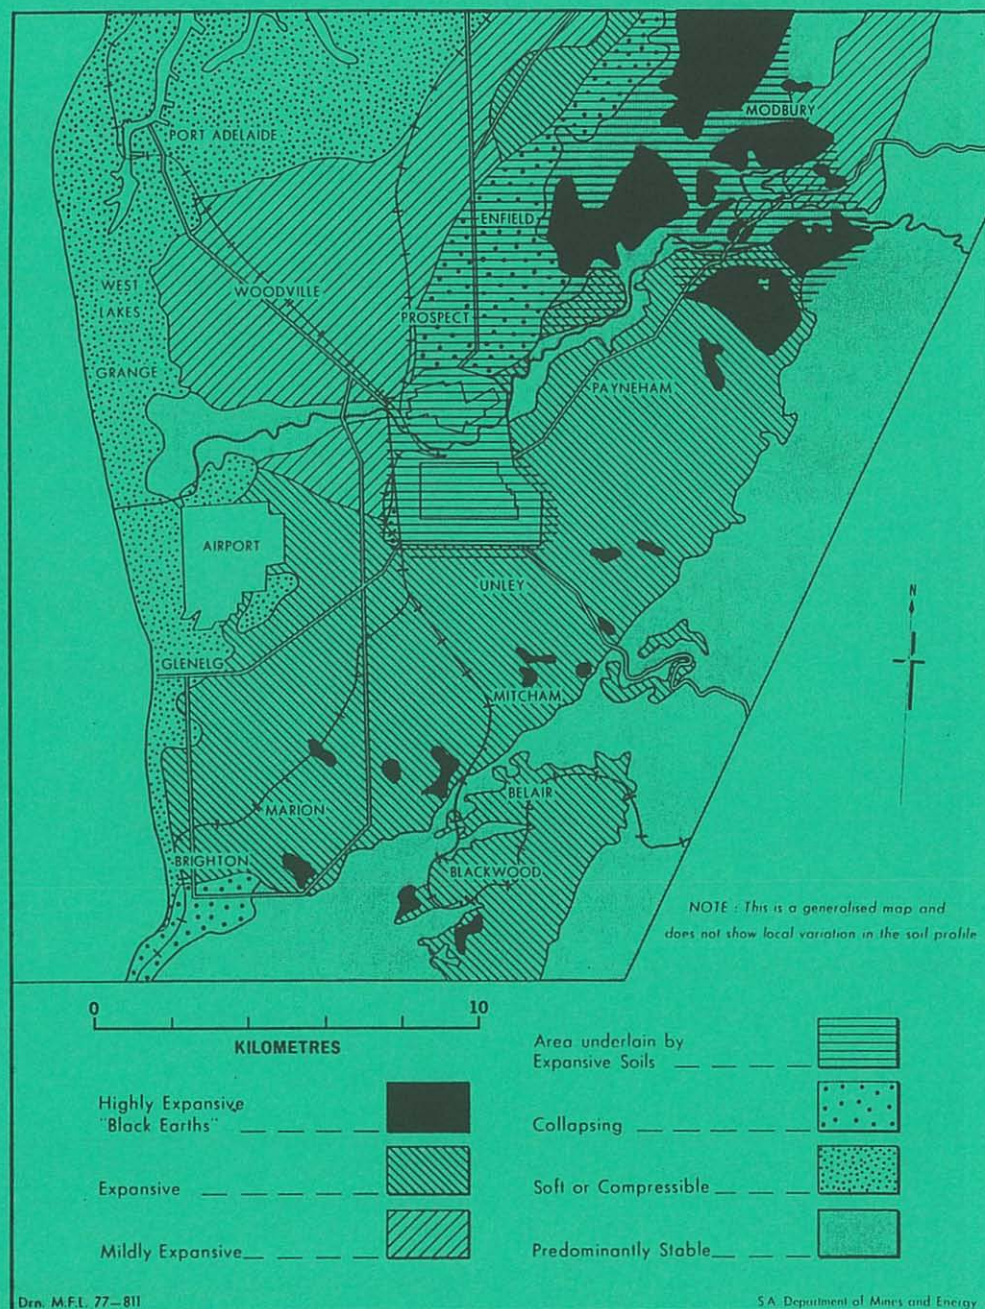 PORT ADELAIDE
MODBURY
ENFIELD
WEST
LAKES
WOODVILLE
PROSPECT
GRANGE
PAYNEHAM
AIRPORT
UNLEY
N
GLENELG
MITCHAM
BELAIR
MARION
BRIGHTON
BLACKWOOD
NOTE : This is a generalised map and
does not show local variation in the soil profile
0 10
KILOMETRES
Highly Expansive
"Black Earths"
Expansive
Mildly Expansive
Area underlain by
Expansive Soils
Collapsing
Soft or Compressible
Predominantly Stable
Drn. M.F.L. 77-811
S.A. Department of Mines and Energy